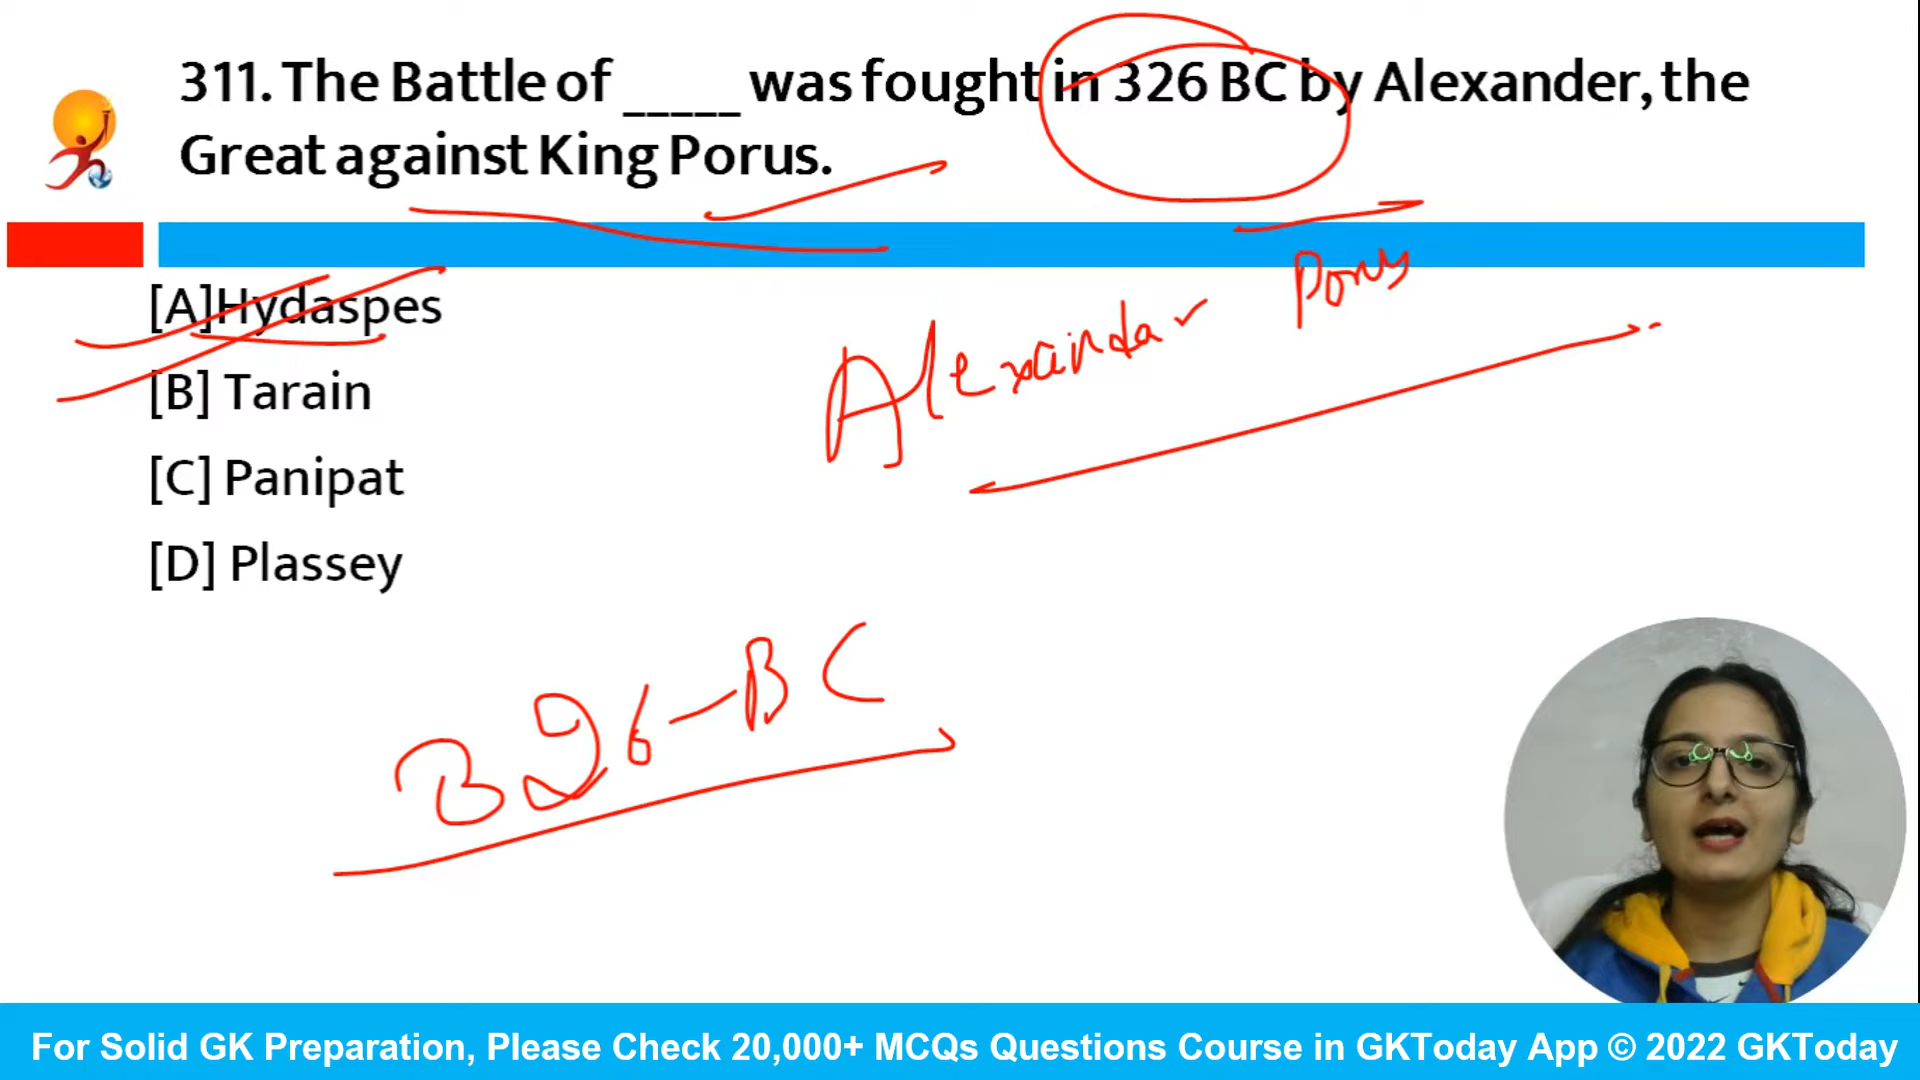 311. The Battle of _____ was fought in 326 BC by Alexander, the
Great against King Porus.
[A]Hydaspes
[B] Tarain
[C] Panipat
[D] Plassey
Alexandar Porus
326-BC
For Solid GK Preparation, Please Check 20,000+ MCQs Questions Course in GKToday App © 2022 GKToday